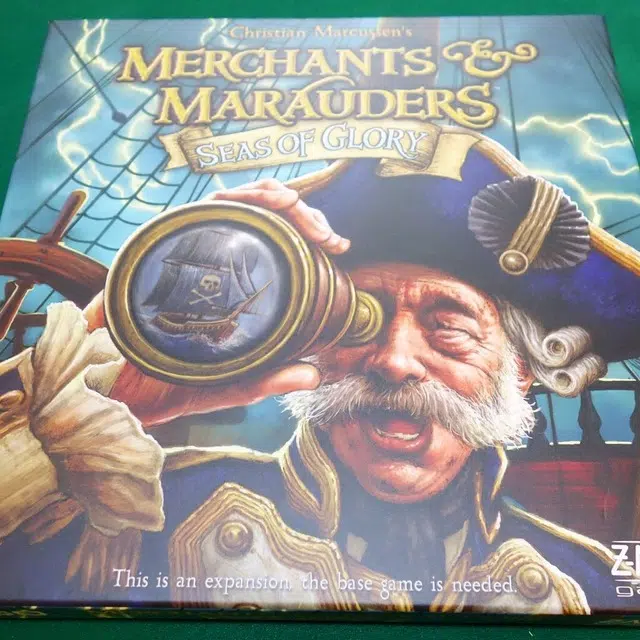 Christian Marcussen's
MERCHANTS &
MARAUDERS
SEAS OF GLORY
This is an expansion, the base game is needed.